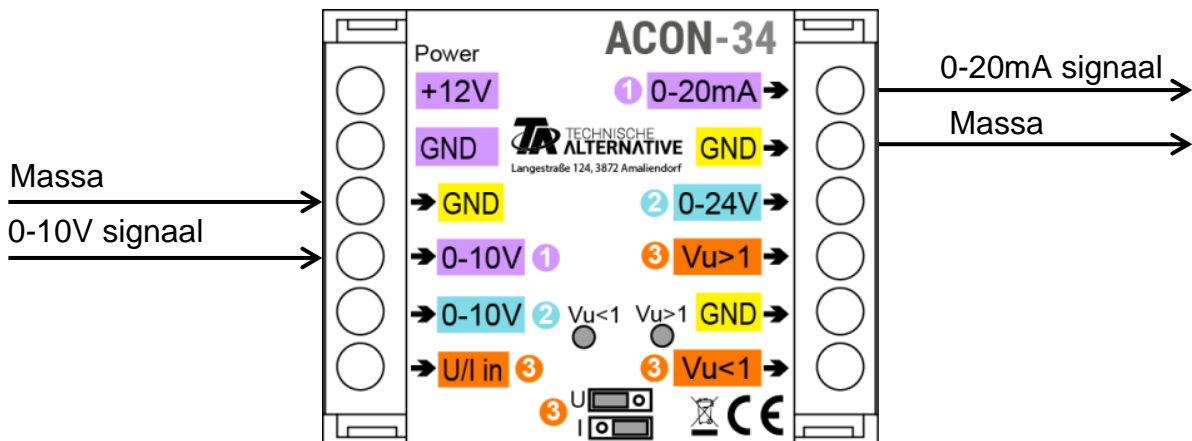 ACON-34
Power
+12V
1 0-20mA
0-20mA signaal
GND
TA TECHNISCHE
ALTERNATIVE
Langestraße 124, 3872 Amaliendorf
GND
Massa
Massa
GND
2 0-24V
0-10V signaal
0-10V 1
3 Vu>1
0-10V 2
Vu<1
Vu>1
GND
U/I in 3
3 Vu<1
3
U
I
CE